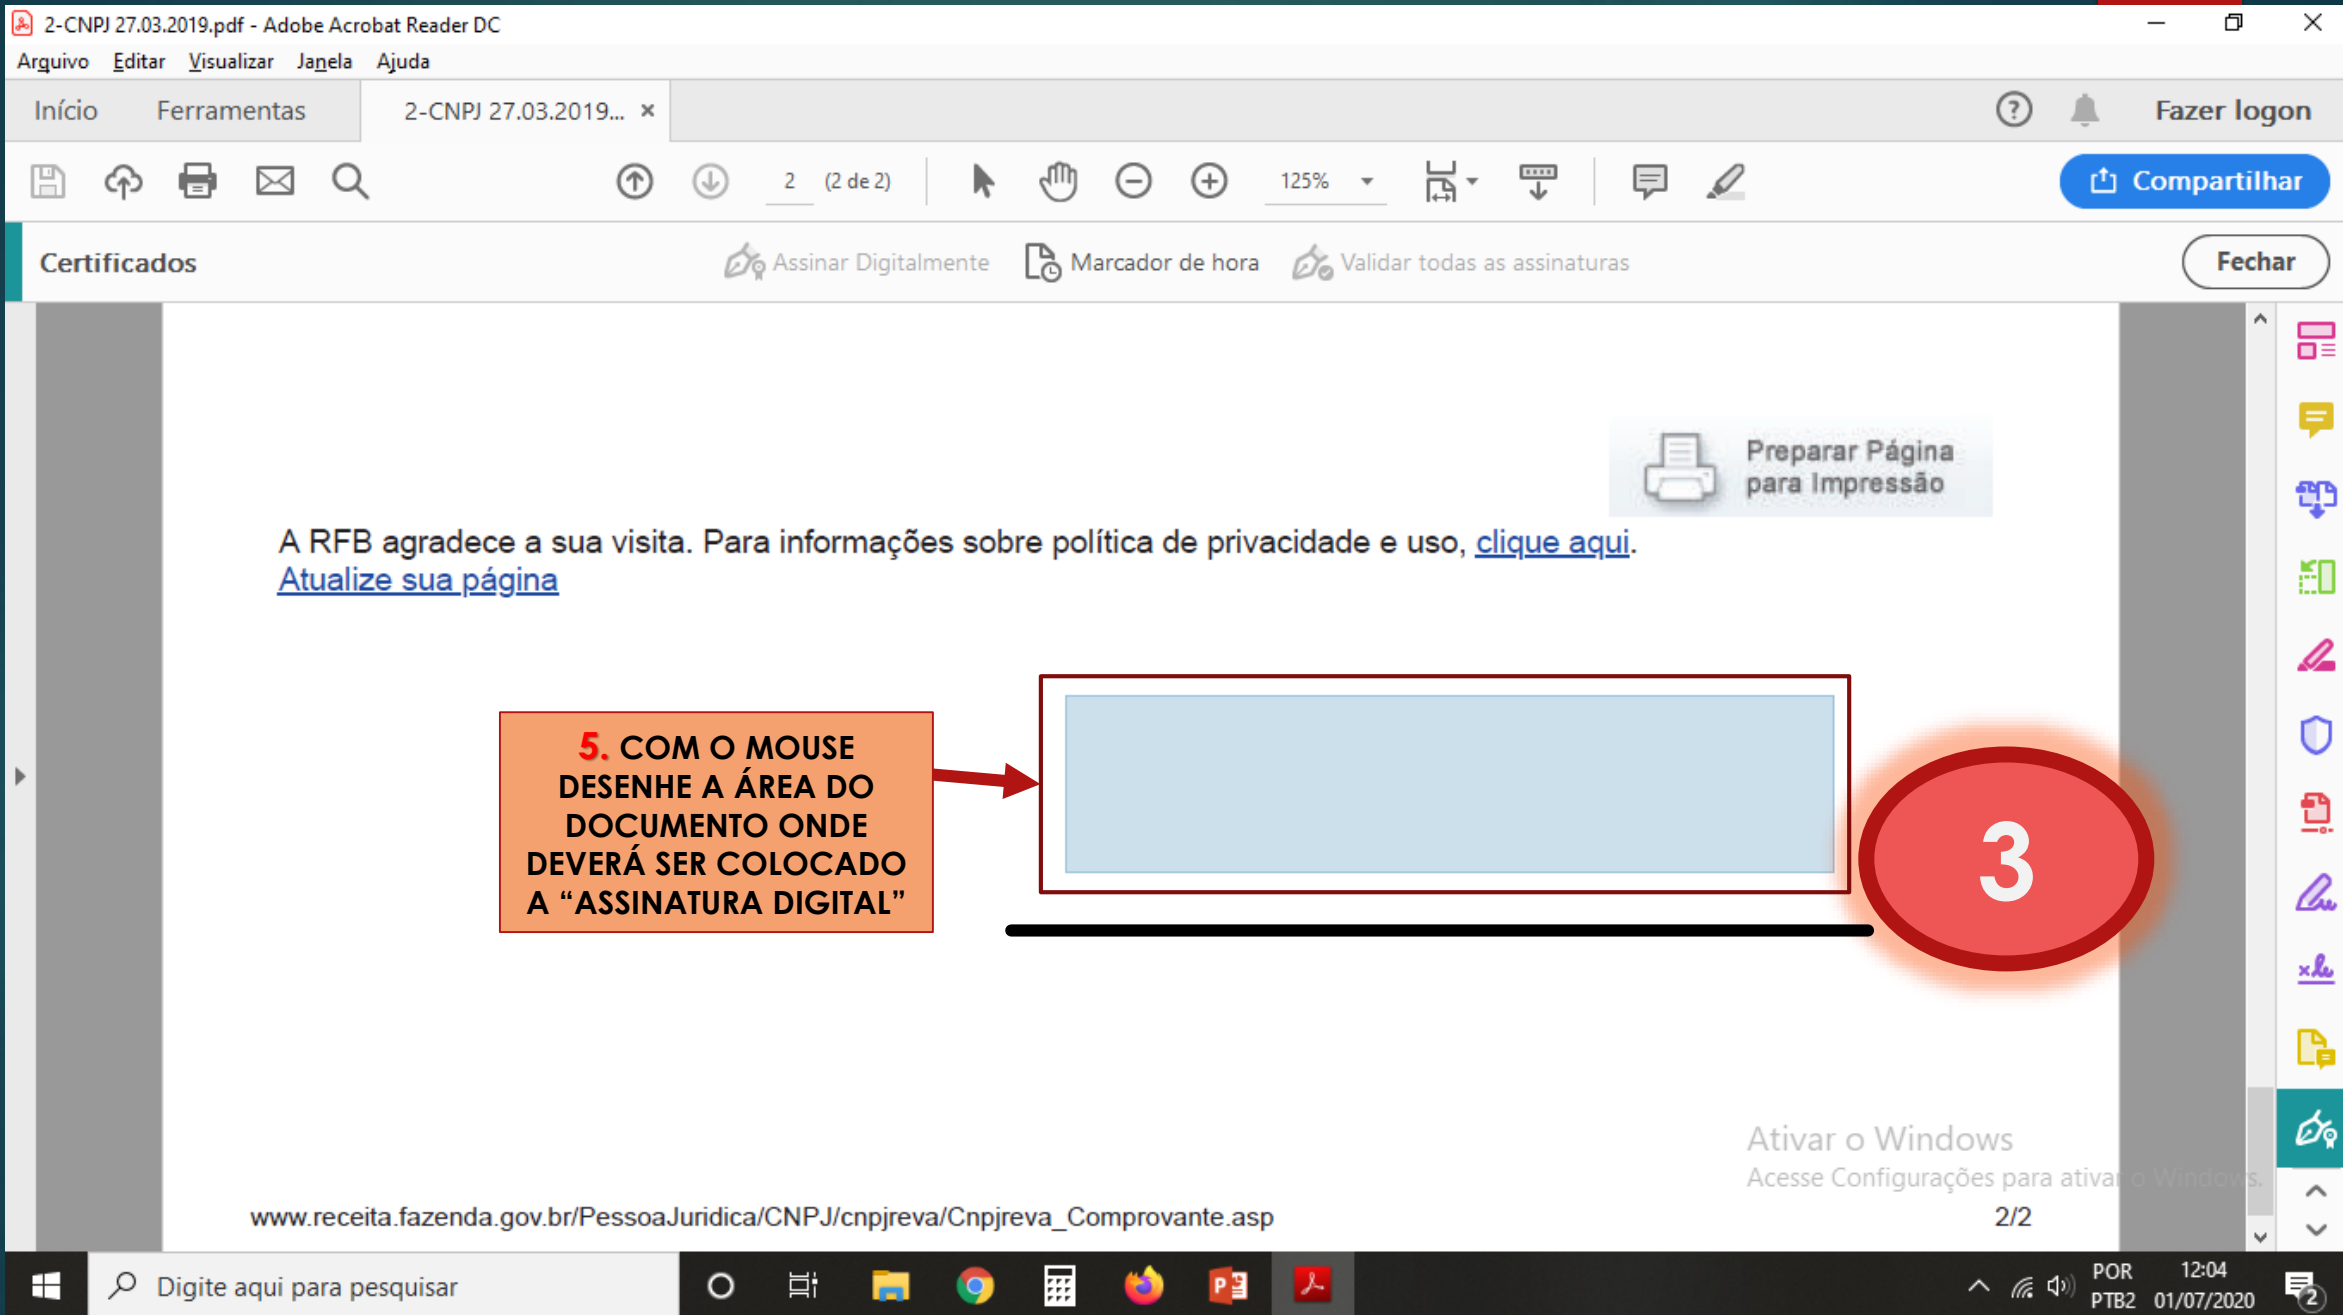 2-CNPJ 27.03.2019.pdf - Adobe Acrobat Reader DC
Arquivo Editar Visualizar Janela Ajuda
Início Ferramentas 2-CNPJ 27.03.2019... × Fazer logon
2 (2 de 2) 125% Compartilhar
Certificados Assinar Digitalmente Marcador de hora Validar todas as assinaturas Fechar
Preparar Página
para Impressão
A RFB agradece a sua visita. Para informações sobre política de privacidade e uso, clique aqui.
Atualize sua página
5. COM O MOUSE
DESENHE A ÁREA DO
DOCUMENTO ONDE
DEVERÁ SER COLOCADO
A “ASSINATURA DIGITAL”
3
Ativar o Windows
Acesse Configurações para ativar o Windows.
www.receita.fazenda.gov.br/PessoaJuridica/CNPJ/cnpjreva/Cnpjreva_Comprovante.asp 2/2
Digite aqui para pesquisar
POR 12:04
PTB2 01/07/2020 2